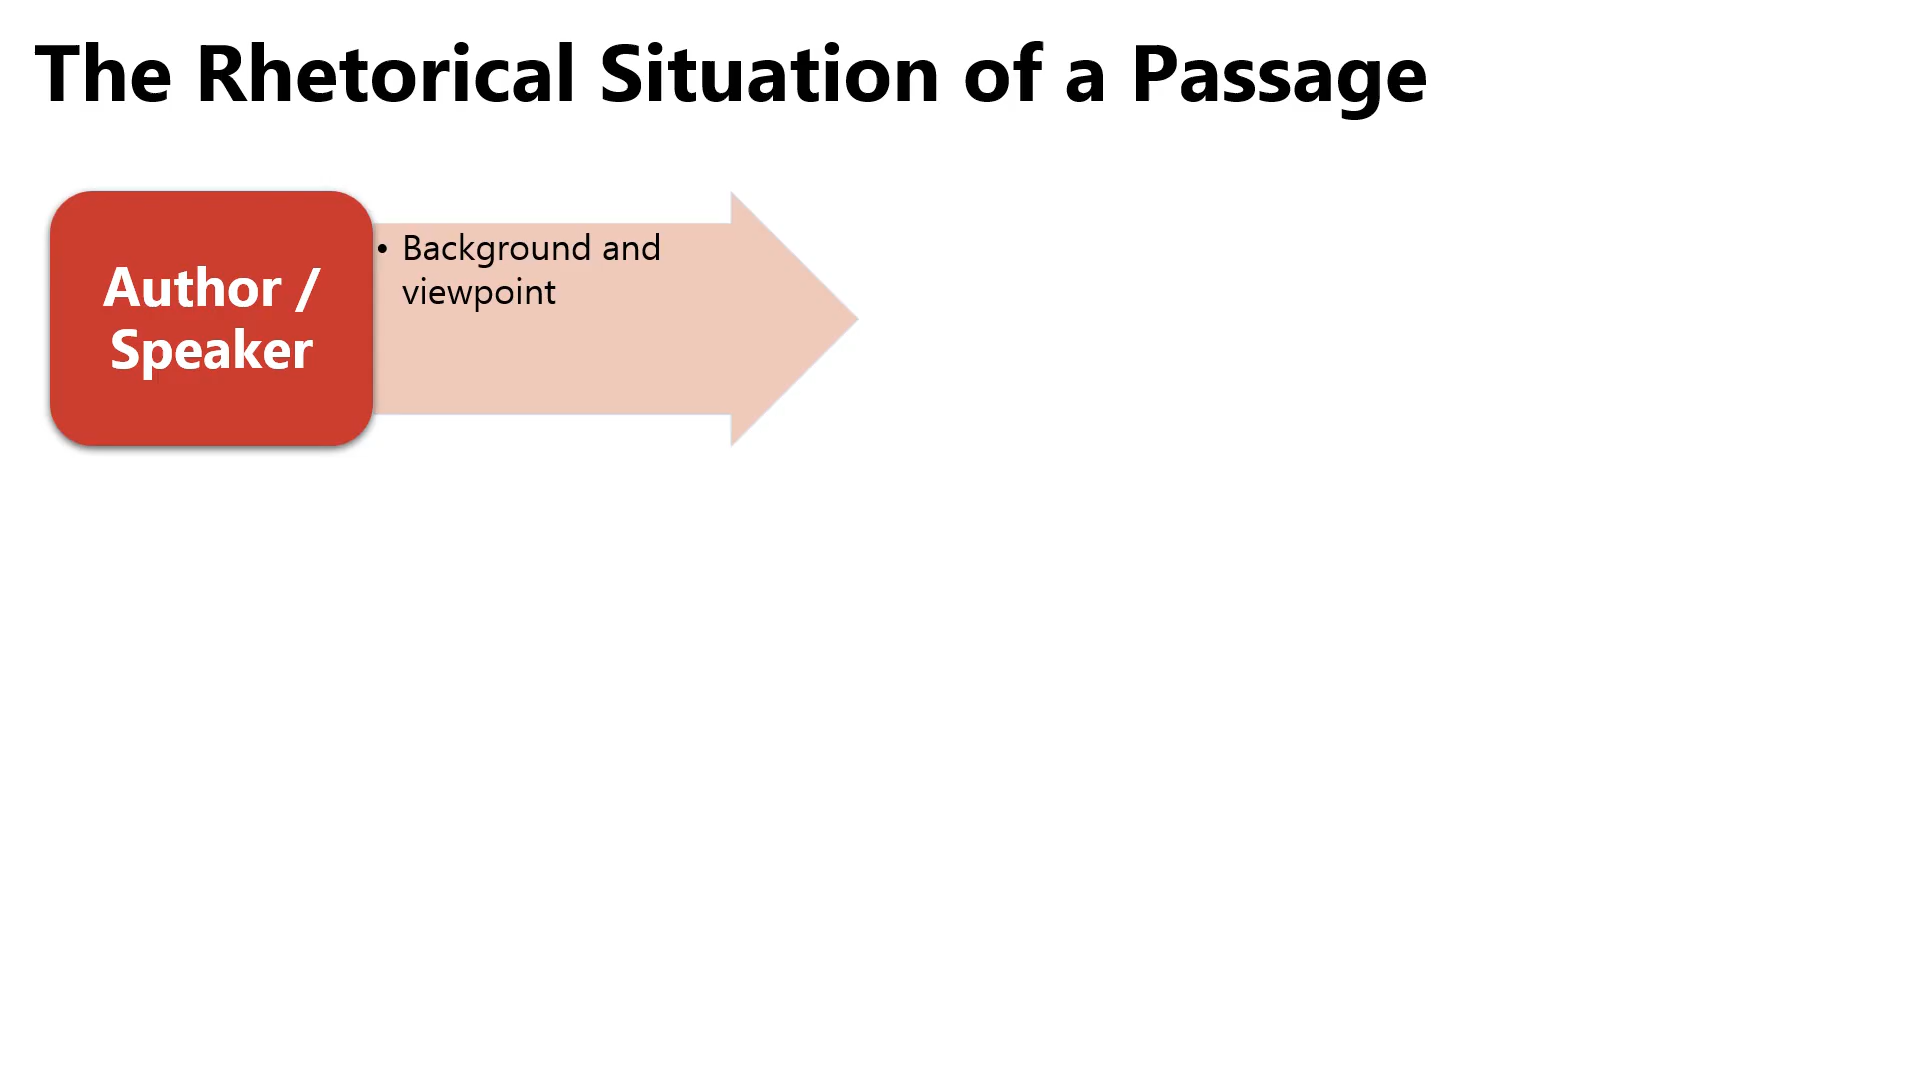 The Rhetorical Situation of a Passage
Author /
Speaker
• Background and
viewpoint